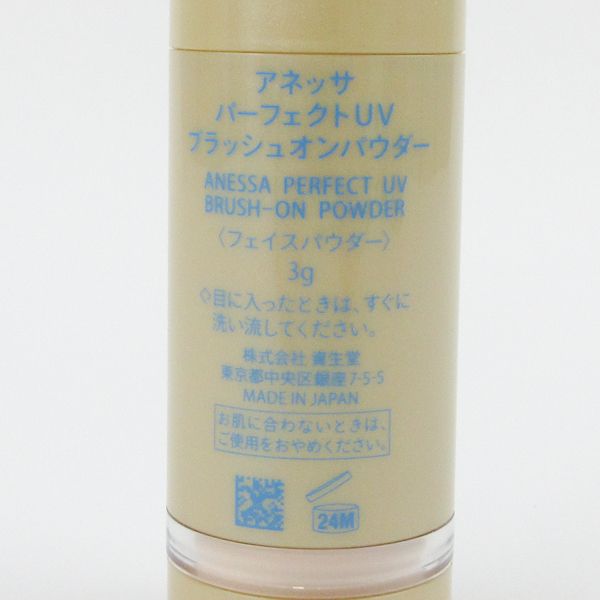 アネッサ
パーフェクトUV
ブラッシュオンパウダー
ANESSA PERFECT UV
BRUSH-ON POWDER
〈フェイスパウダー〉
3g
◇目に入ったときは、すぐに
洗い流してください。
株式会社 資生堂
東京都中央区銀座7-5-5
MADE IN JAPAN
お肌に合わないときは、
ご使用をおやめください。
24M